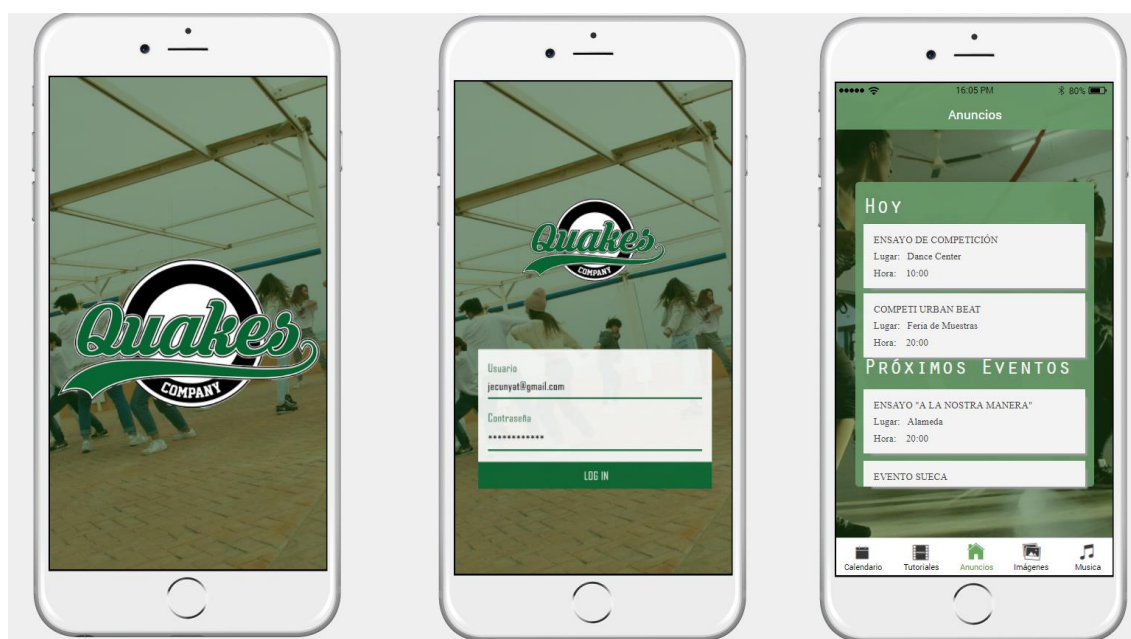 Quakes
COMPANY
Quakes
COMPANY
Usuario
jecunyat@gmail.com
Contraseña
************
LOG IN
16:05 PM
80%
Anuncios
Hoy
ENSAYO DE COMPETICIÓN
Lugar: Dance Center
Hora: 10:00
COMPETI URBAN BEAT
Lugar: Feria de Muestras
Hora: 20:00
Próximos Eventos
ENSAYO "A LA NOSTRA MANERA"
Lugar: Alameda
Hora: 20:00
EVENTO SUECA
Calendario Tutoriales Anuncios Imágenes Musica